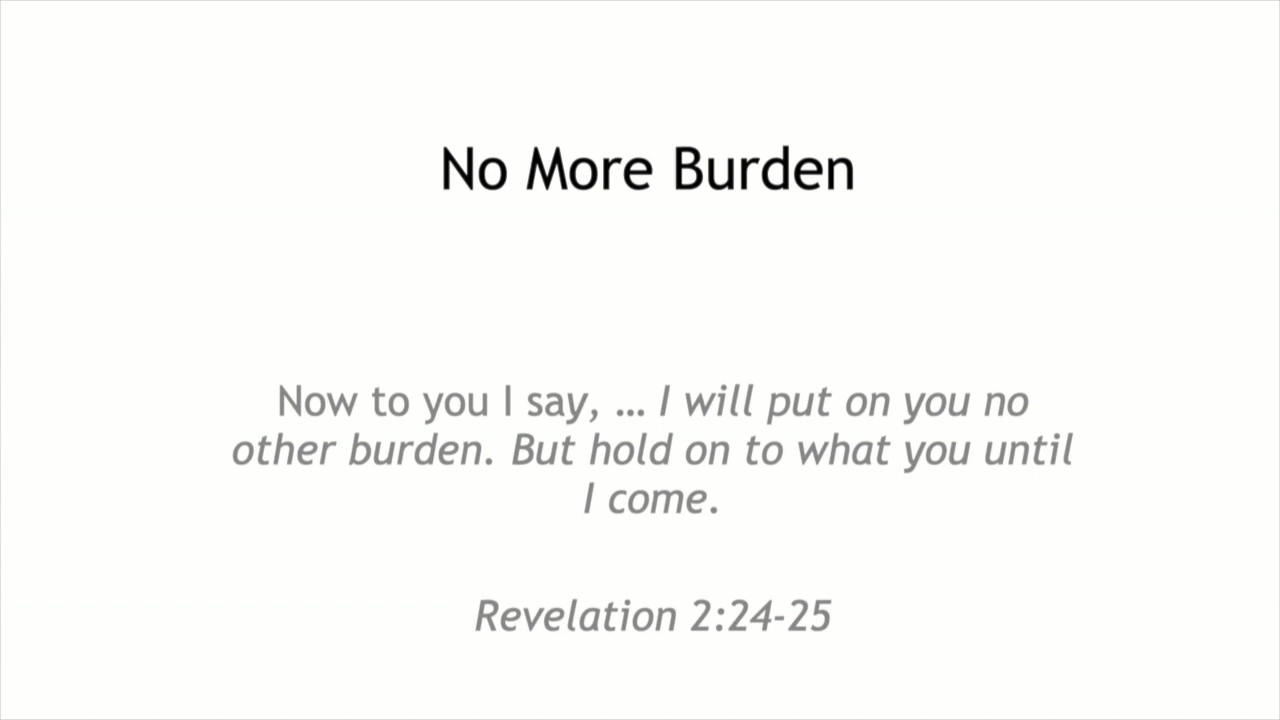 No More Burden
Now to you I say, … I will put on you no
other burden. But hold on to what you until
I come.
Revelation 2:24-25